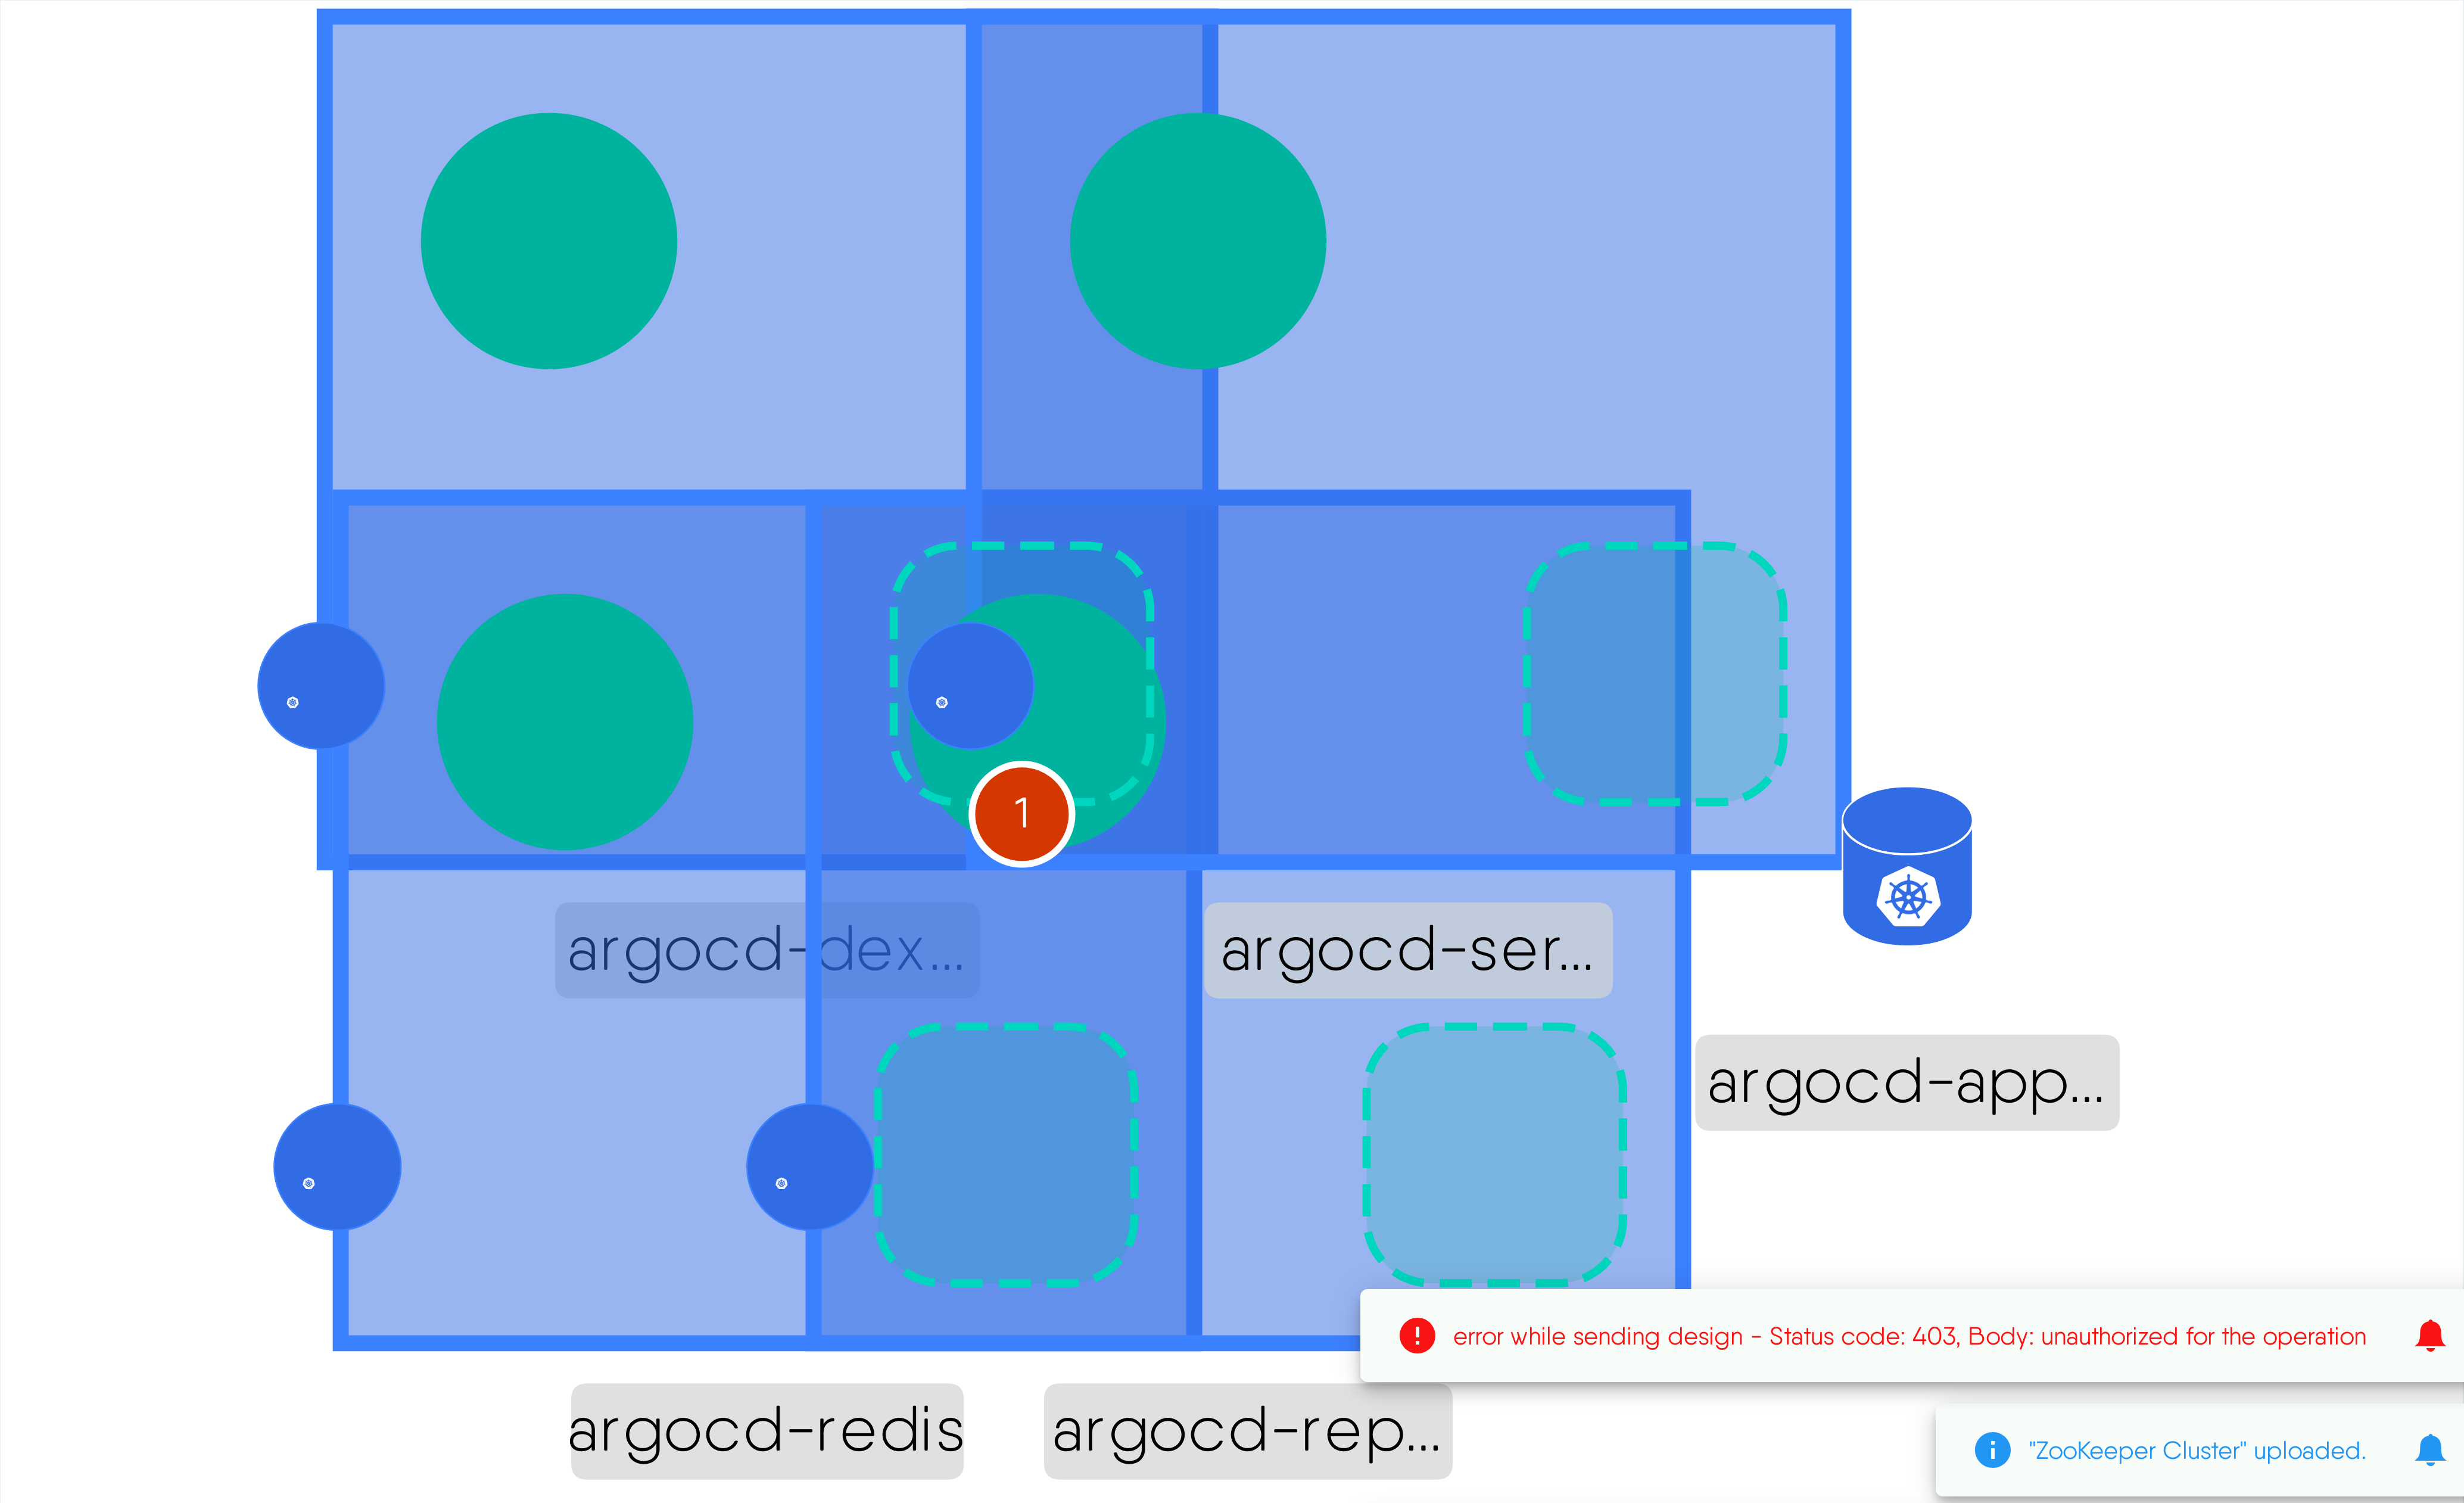 1
argocd-dex...
argocd-ser...
argocd-app...
error while sending design - Status code: 403, Body: unauthorized for the operation
argocd-redis
argocd-rep...
"ZooKeeper Cluster" uploaded.